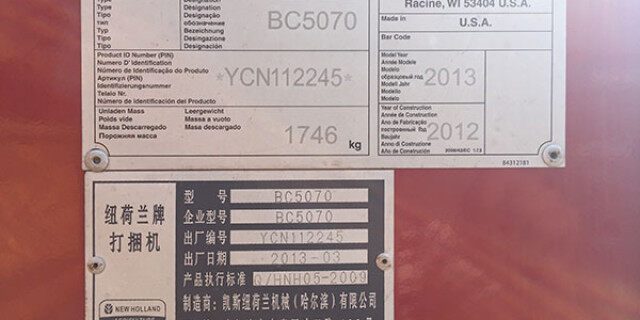 Type
Тип
Typ
Tipo
Tipo
Designation
Designação
обозначение
Bezeichnung
Desingazione
Designación
BC5070
Racine, WI 53404 U.S.A.
Made in
U.S.A.
Bar Code
Product ID Number (PIN)
Numero D' identification
Número de Identificação do Produto
Артикул (PIN)
Identifizierungsnummer
Telaio Nr.
Número de Identificación del Producto
*YCN112245*
Model Year
Année Modele
Modelo
образцовый год
Modell Jahr
Anno Modello
Modelo
2013
Unladen Mass
Poids vide
Massa Descarregado
Порожняя масса
Leergewicht
Massa a vuoto
Masa descargado
1746 kg
Year of Construction
Année de Construction
Ano de Fabricação
построенный год
Baujahr
Anno di Costruzione
Año de Construcción
2012
84312181
纽荷兰牌
打捆机
NEW HOLLAND
AGRICULTURE
型 号 BC5070
企业型号 BC5070
出厂编号 YCN112245
出厂日期 2013-03
产品执行标准 Q/HNH05-2009
制造商：凯斯纽荷兰机械（哈尔滨）有限公司